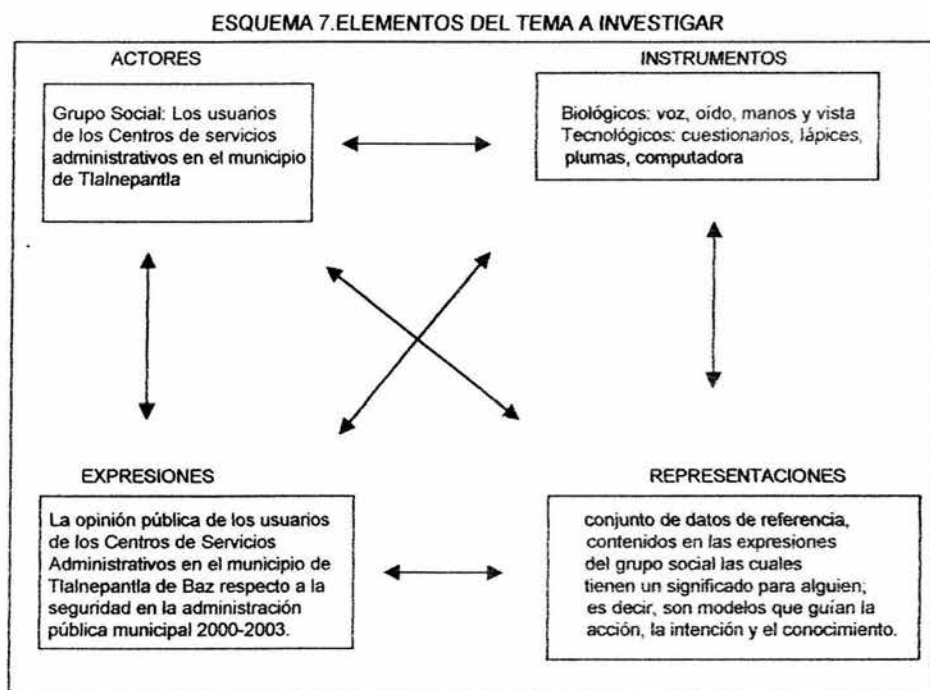 ESQUEMA 7.ELEMENTOS DEL TEMA A INVESTIGAR
ACTORES
Grupo Social: Los usuarios
de los Centros de servicios
administrativos en el municipio
de Tlalnepantla
INSTRUMENTOS
Biológicos: voz, oído, manos y vista
Tecnológicos: cuestionarios, lápices,
plumas, computadora
EXPRESIONES
La opinión pública de los usuarios
de los Centros de Servicios
Administrativos en el municipio de
Tlalnepantla de Baz respecto a la
seguridad en la administración
pública municipal 2000-2003.
REPRESENTACIONES
conjunto de datos de referencia,
contenidos en las expresiones
del grupo social las cuales
tienen un significado para alguien;
es decir, son modelos que guían la
acción, la intención y el conocimiento.